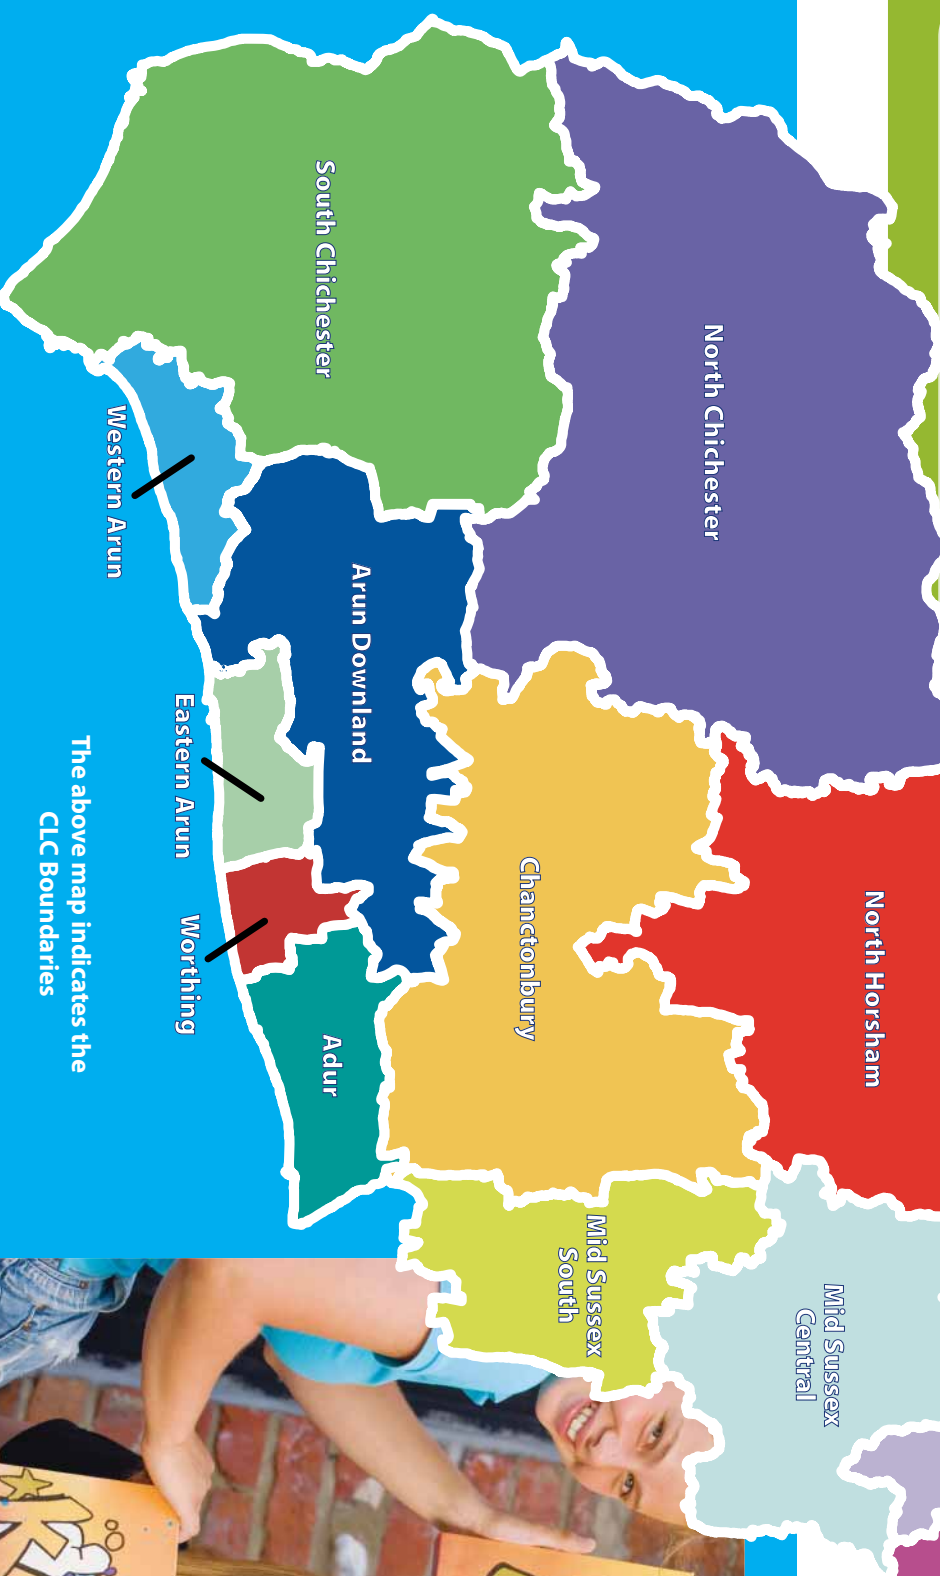 North Horsham
Mid Sussex
Central
North Chichester
Mid Sussex
South
Chanctonbury
Arun Downland
South Chichester
Adur
Worthing
Eastern Arun
Western Arun
The above map indicates the
CLC Boundaries